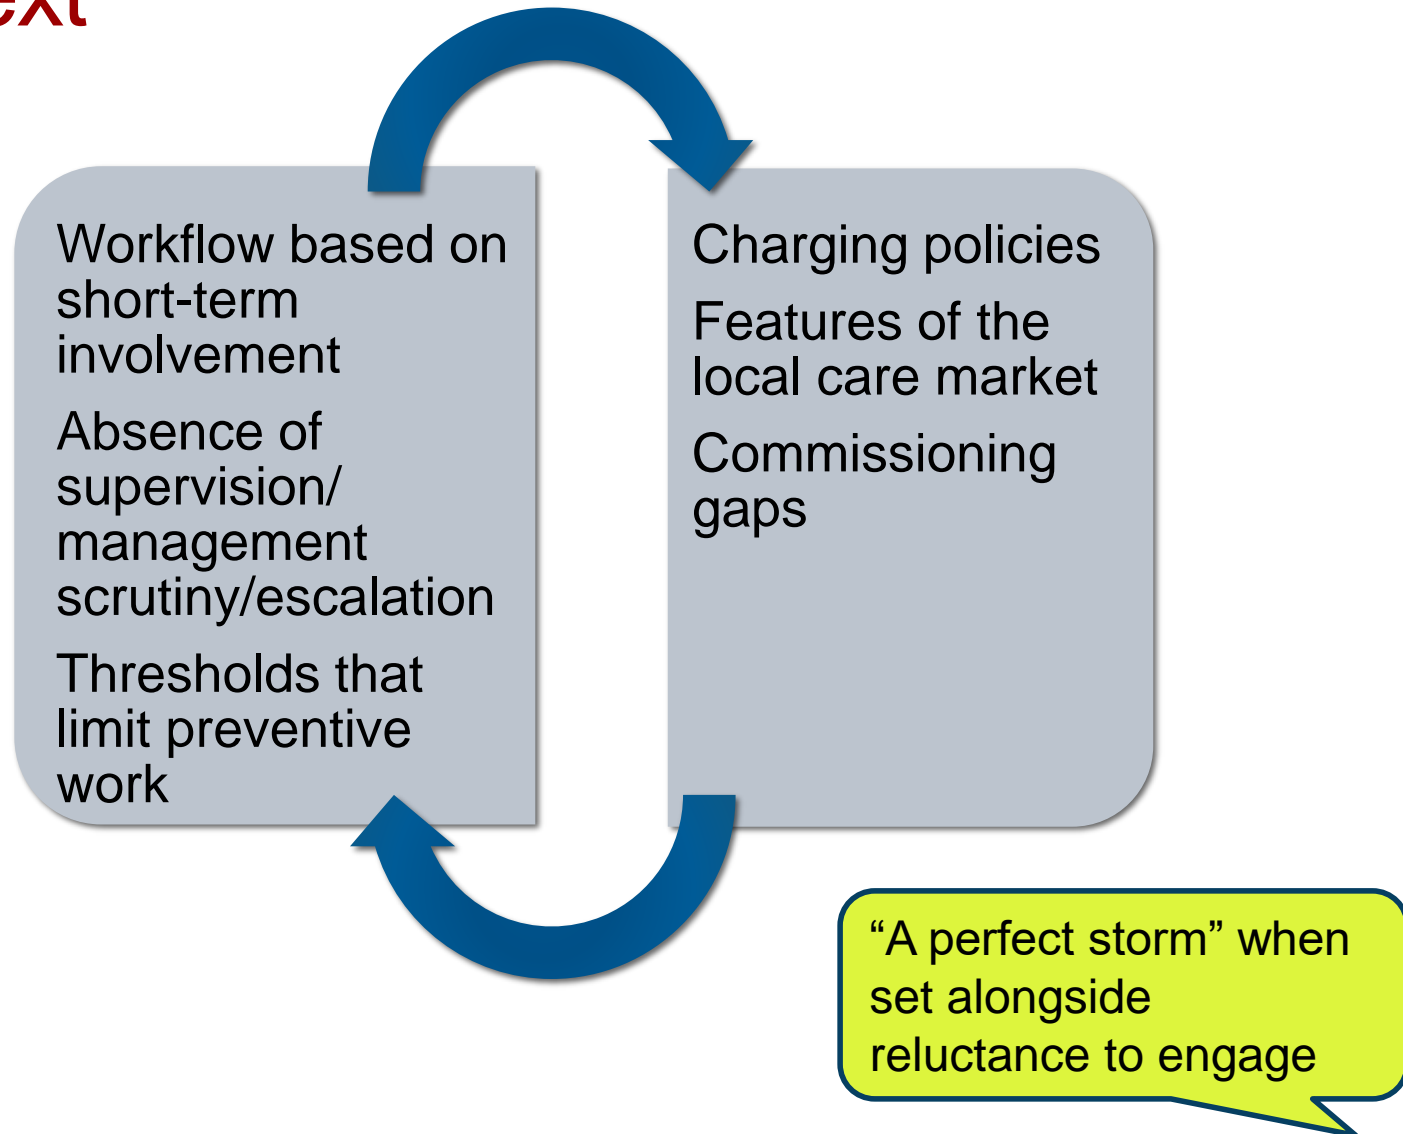 Workflow based on
short-term
involvement
Absence of
supervision/
management
scrutiny/escalation
Thresholds that
limit preventive
work
Charging policies
Features of the
local care market
Commissioning
gaps
“A perfect storm” when
set alongside
reluctance to engage